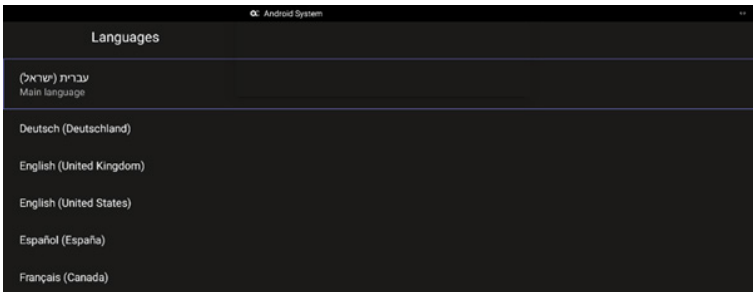 Android System
Languages
עברית (ישראל)
Main language
Deutsch (Deutschland)
English (United Kingdom)
English (United States)
Español (España)
Français (Canada)